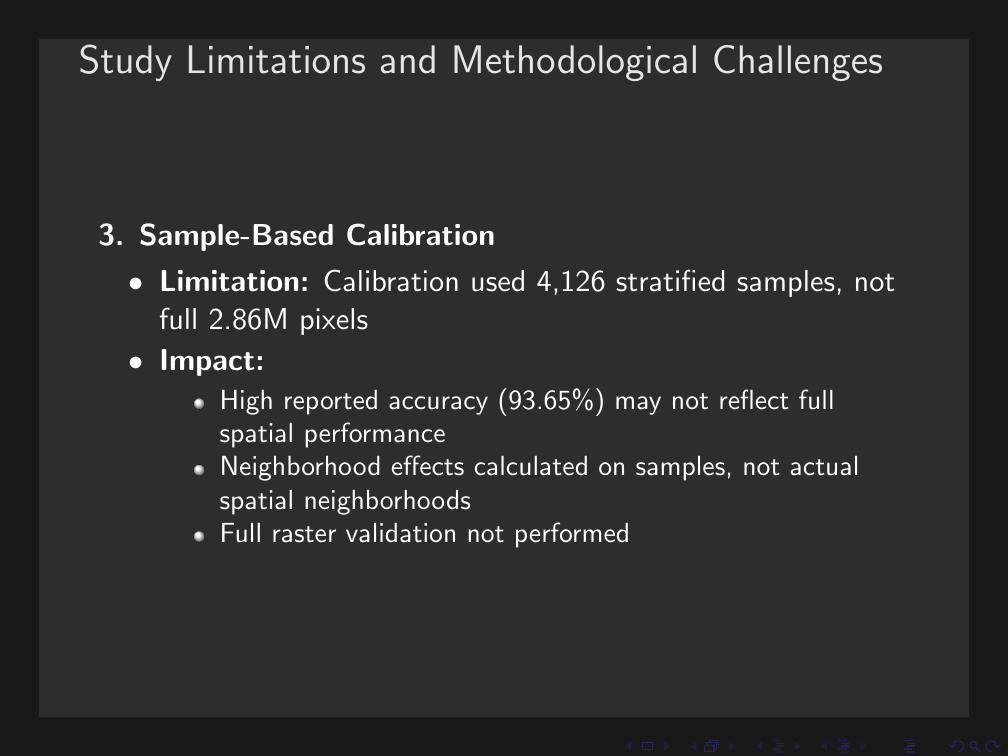 Study Limitations and Methodological Challenges
3. Sample-Based Calibration
• Limitation: Calibration used 4,126 stratified samples, not
full 2.86M pixels
• Impact:
High reported accuracy (93.65%) may not reflect full
spatial performance
Neighborhood effects calculated on samples, not actual
spatial neighborhoods
Full raster validation not performed